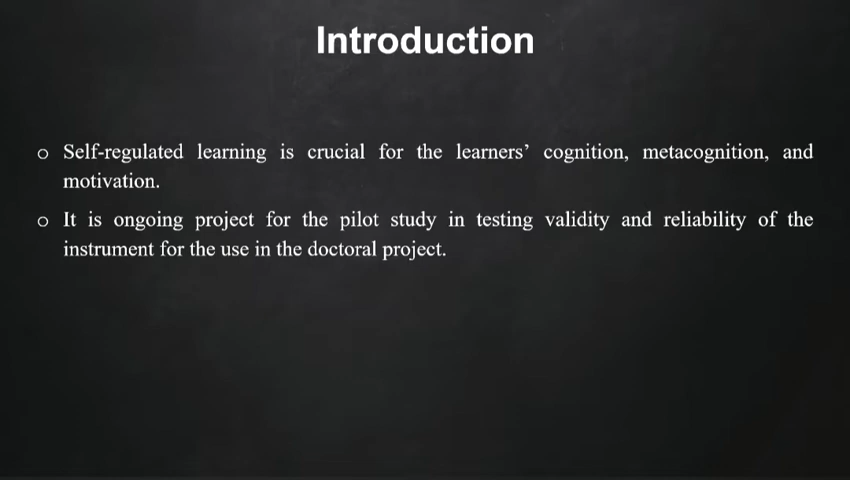 Introduction
o Self-regulated learning is crucial for the learners’ cognition, metacognition, and
motivation.
o It is ongoing project for the pilot study in testing validity and reliability of the
instrument for the use in the doctoral project.